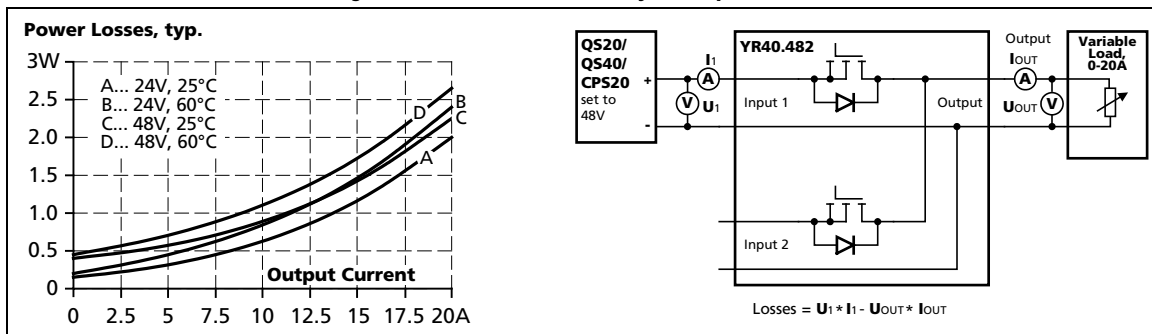 Power Losses, typ.
3W
2.5
2.0
1.5
1.0
0.5
0
A... 24V, 25°C
B... 24V, 60°C
C... 48V, 25°C
D... 48V, 60°C
D
B
C
A
Output Current
0 2.5 5 7.5 10 12.5 15 17.5 20A
QS20/
QS40/
CPS20
set to
48V
+
-
I1
A
V
U1
YR40.482
Input 1
Output
Input 2
Output
IOUT
A
UOUT
V
Variable
Load,
0-20A
Losses = U1* I1 - UOUT* IOUT